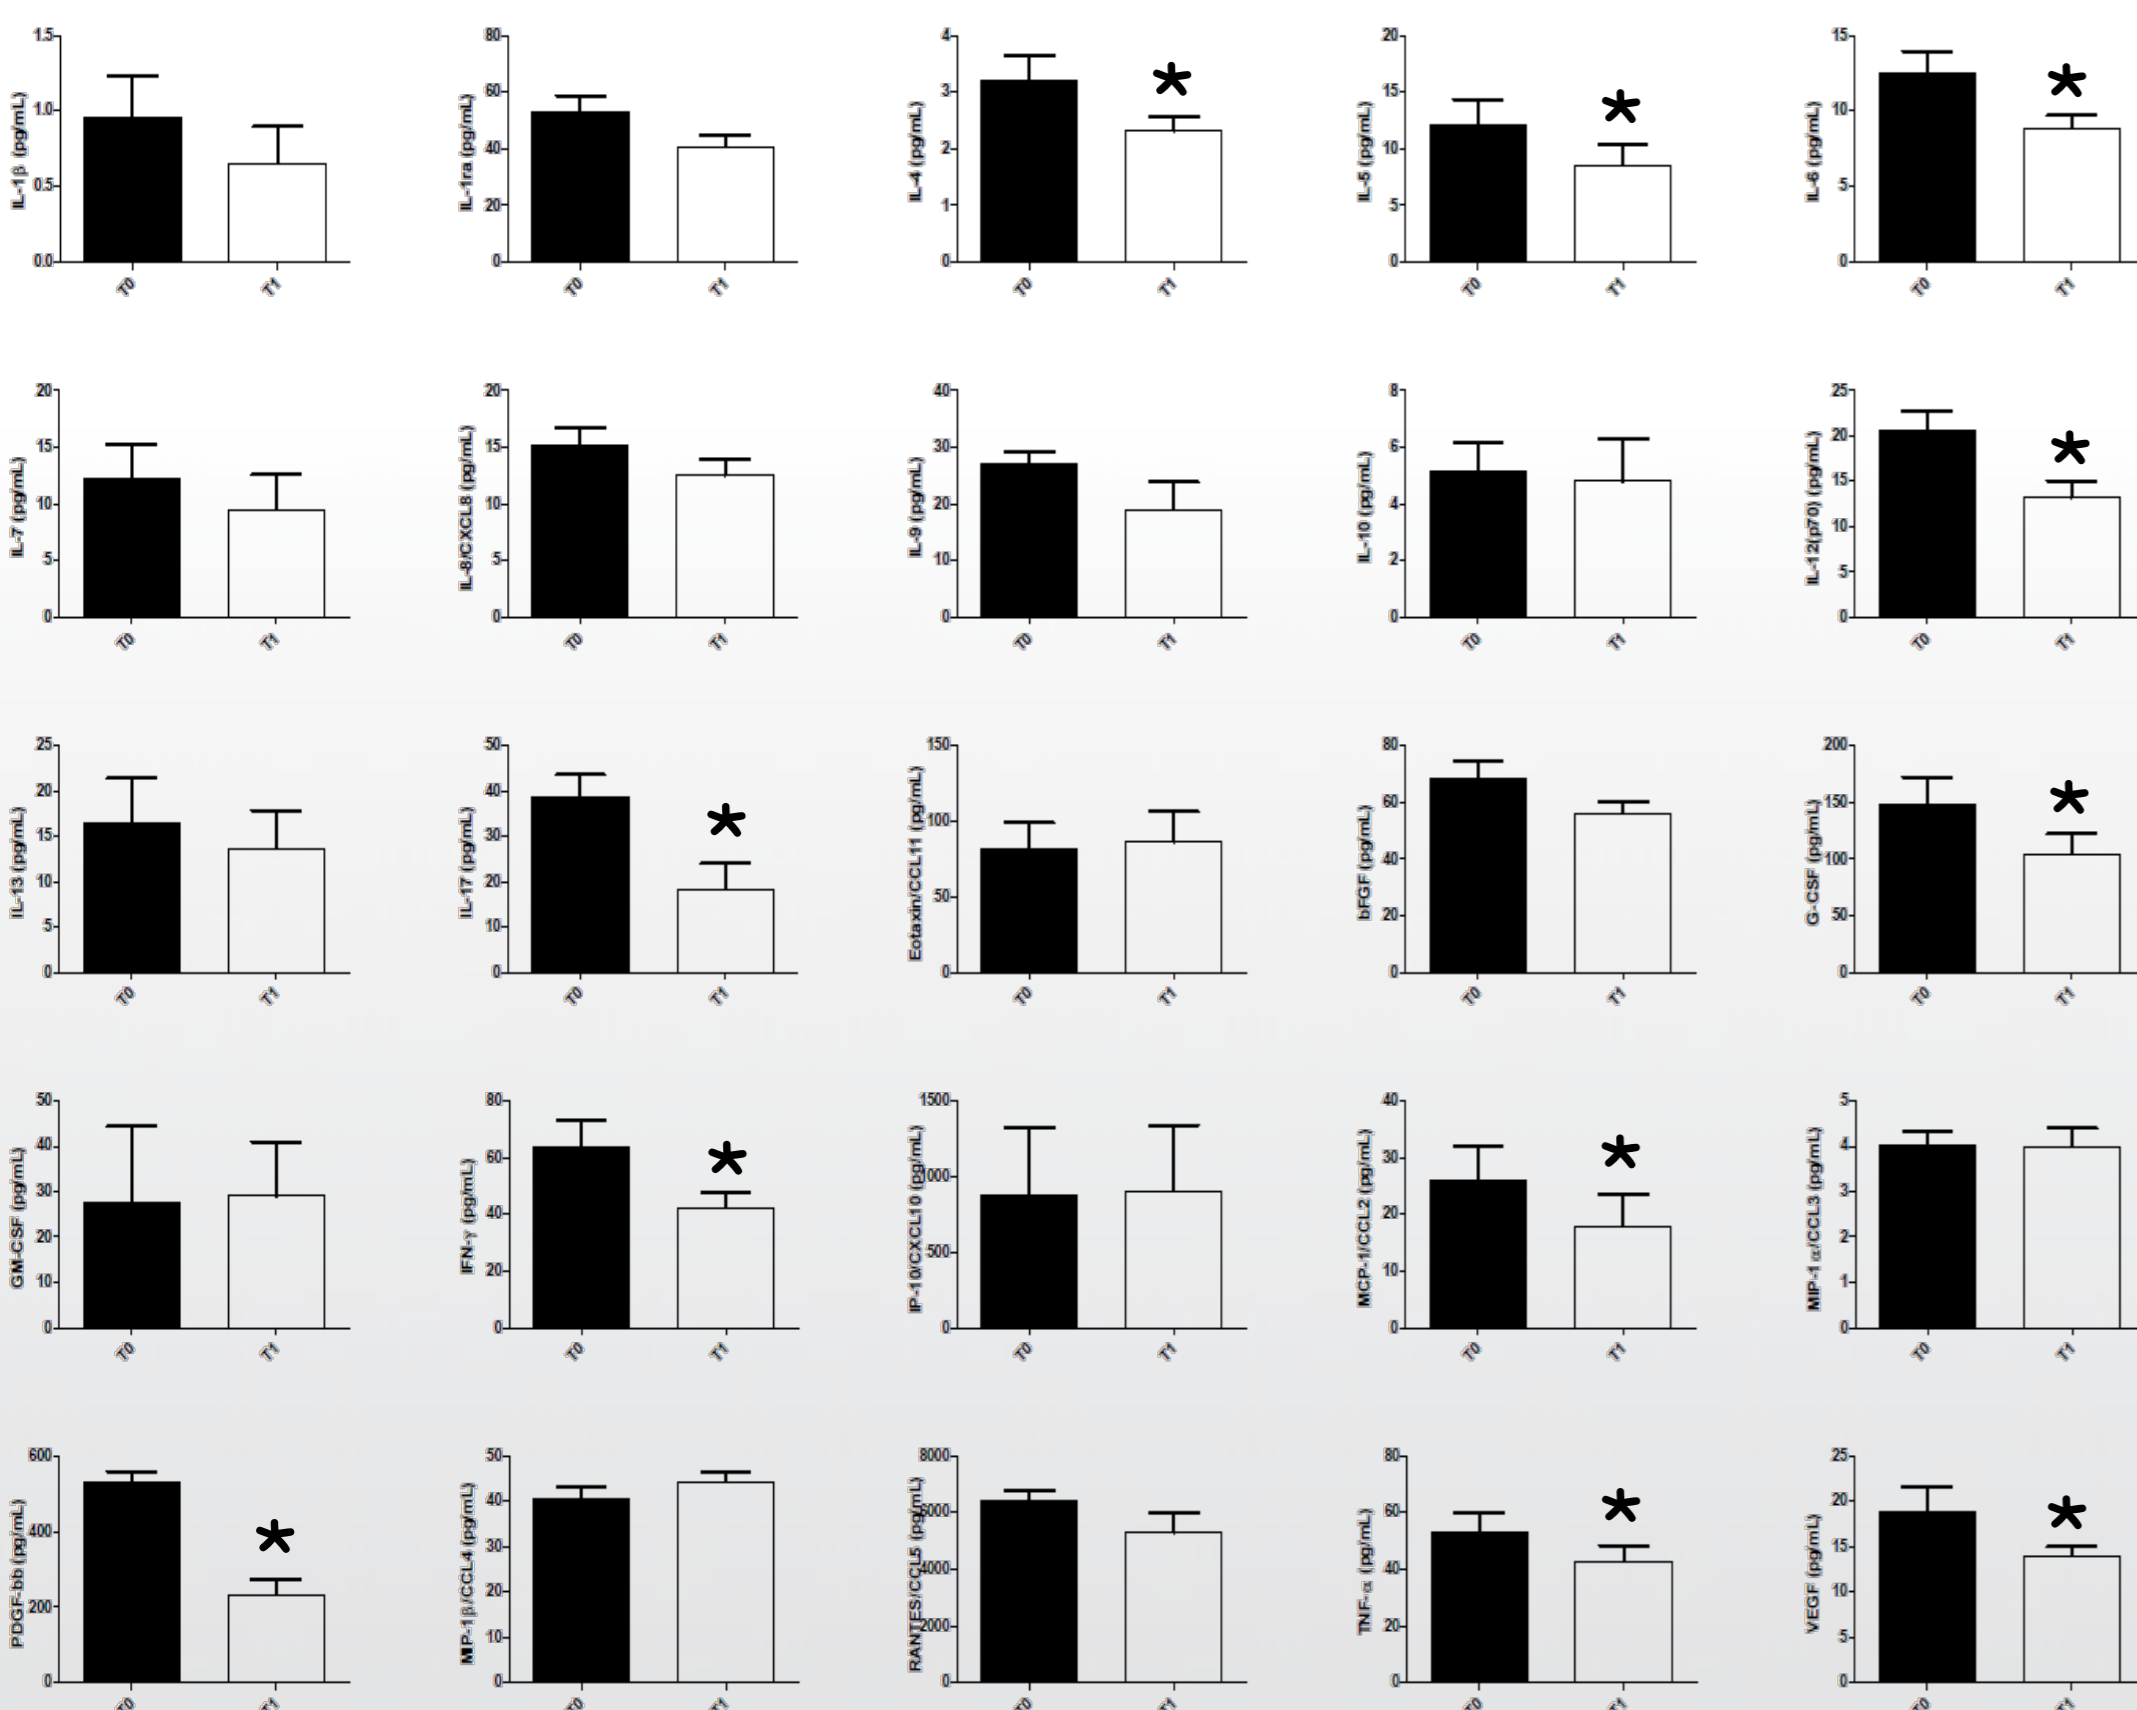 IL-1β (pg/mL)
1.5
1.0
0.5
0.0
T0
T1
IL-1ra (pg/mL)
80
60
40
20
0
T0
T1
IL-4 (pg/mL)
4
3
2
1
0
T0
T1
*
IL-5 (pg/mL)
20
15
10
5
0
T0
T1
*
IL-6 (pg/mL)
15
10
5
0
T0
T1
*
IL-7 (pg/mL)
20
15
10
5
0
T0
T1
IL-8/CXCL8 (pg/mL)
20
15
10
5
0
T0
T1
IL-9 (pg/mL)
40
30
20
10
0
T0
T1
IL-10 (pg/mL)
8
6
4
2
0
T0
T1
IL-12(p70) (pg/mL)
25
20
15
10
5
0
T0
T1
*
IL-13 (pg/mL)
25
20
15
10
5
0
T0
T1
IL-17 (pg/mL)
50
40
30
20
10
0
T0
T1
*
Eotaxin/CCL11 (pg/mL)
150
100
50
0
T0
T1
bFGF (pg/mL)
80
60
40
20
0
T0
T1
G-CSF (pg/mL)
200
150
100
50
0
T0
T1
*
GM-CSF (pg/mL)
50
40
30
20
10
0
T0
T1
IFN-γ (pg/mL)
80
60
40
20
0
T0
T1
*
IP-10/CXCL10 (pg/mL)
1500
1000
500
0
T0
T1
MCP-1/CCL2 (pg/mL)
40
30
20
10
0
T0
T1
*
MIP-1α/CCL3 (pg/mL)
5
4
3
2
1
0
T0
T1
PDGF-bb (pg/mL)
600
400
200
0
T0
T1
*
MIP-1β/CCL4 (pg/mL)
50
40
30
20
10
0
T0
T1
RANTES/CCL5 (pg/mL)
8000
6000
4000
2000
0
T0
T1
TNF-α (pg/mL)
80
60
40
20
0
T0
T1
*
VEGF (pg/mL)
25
20
15
10
5
0
T0
T1
*